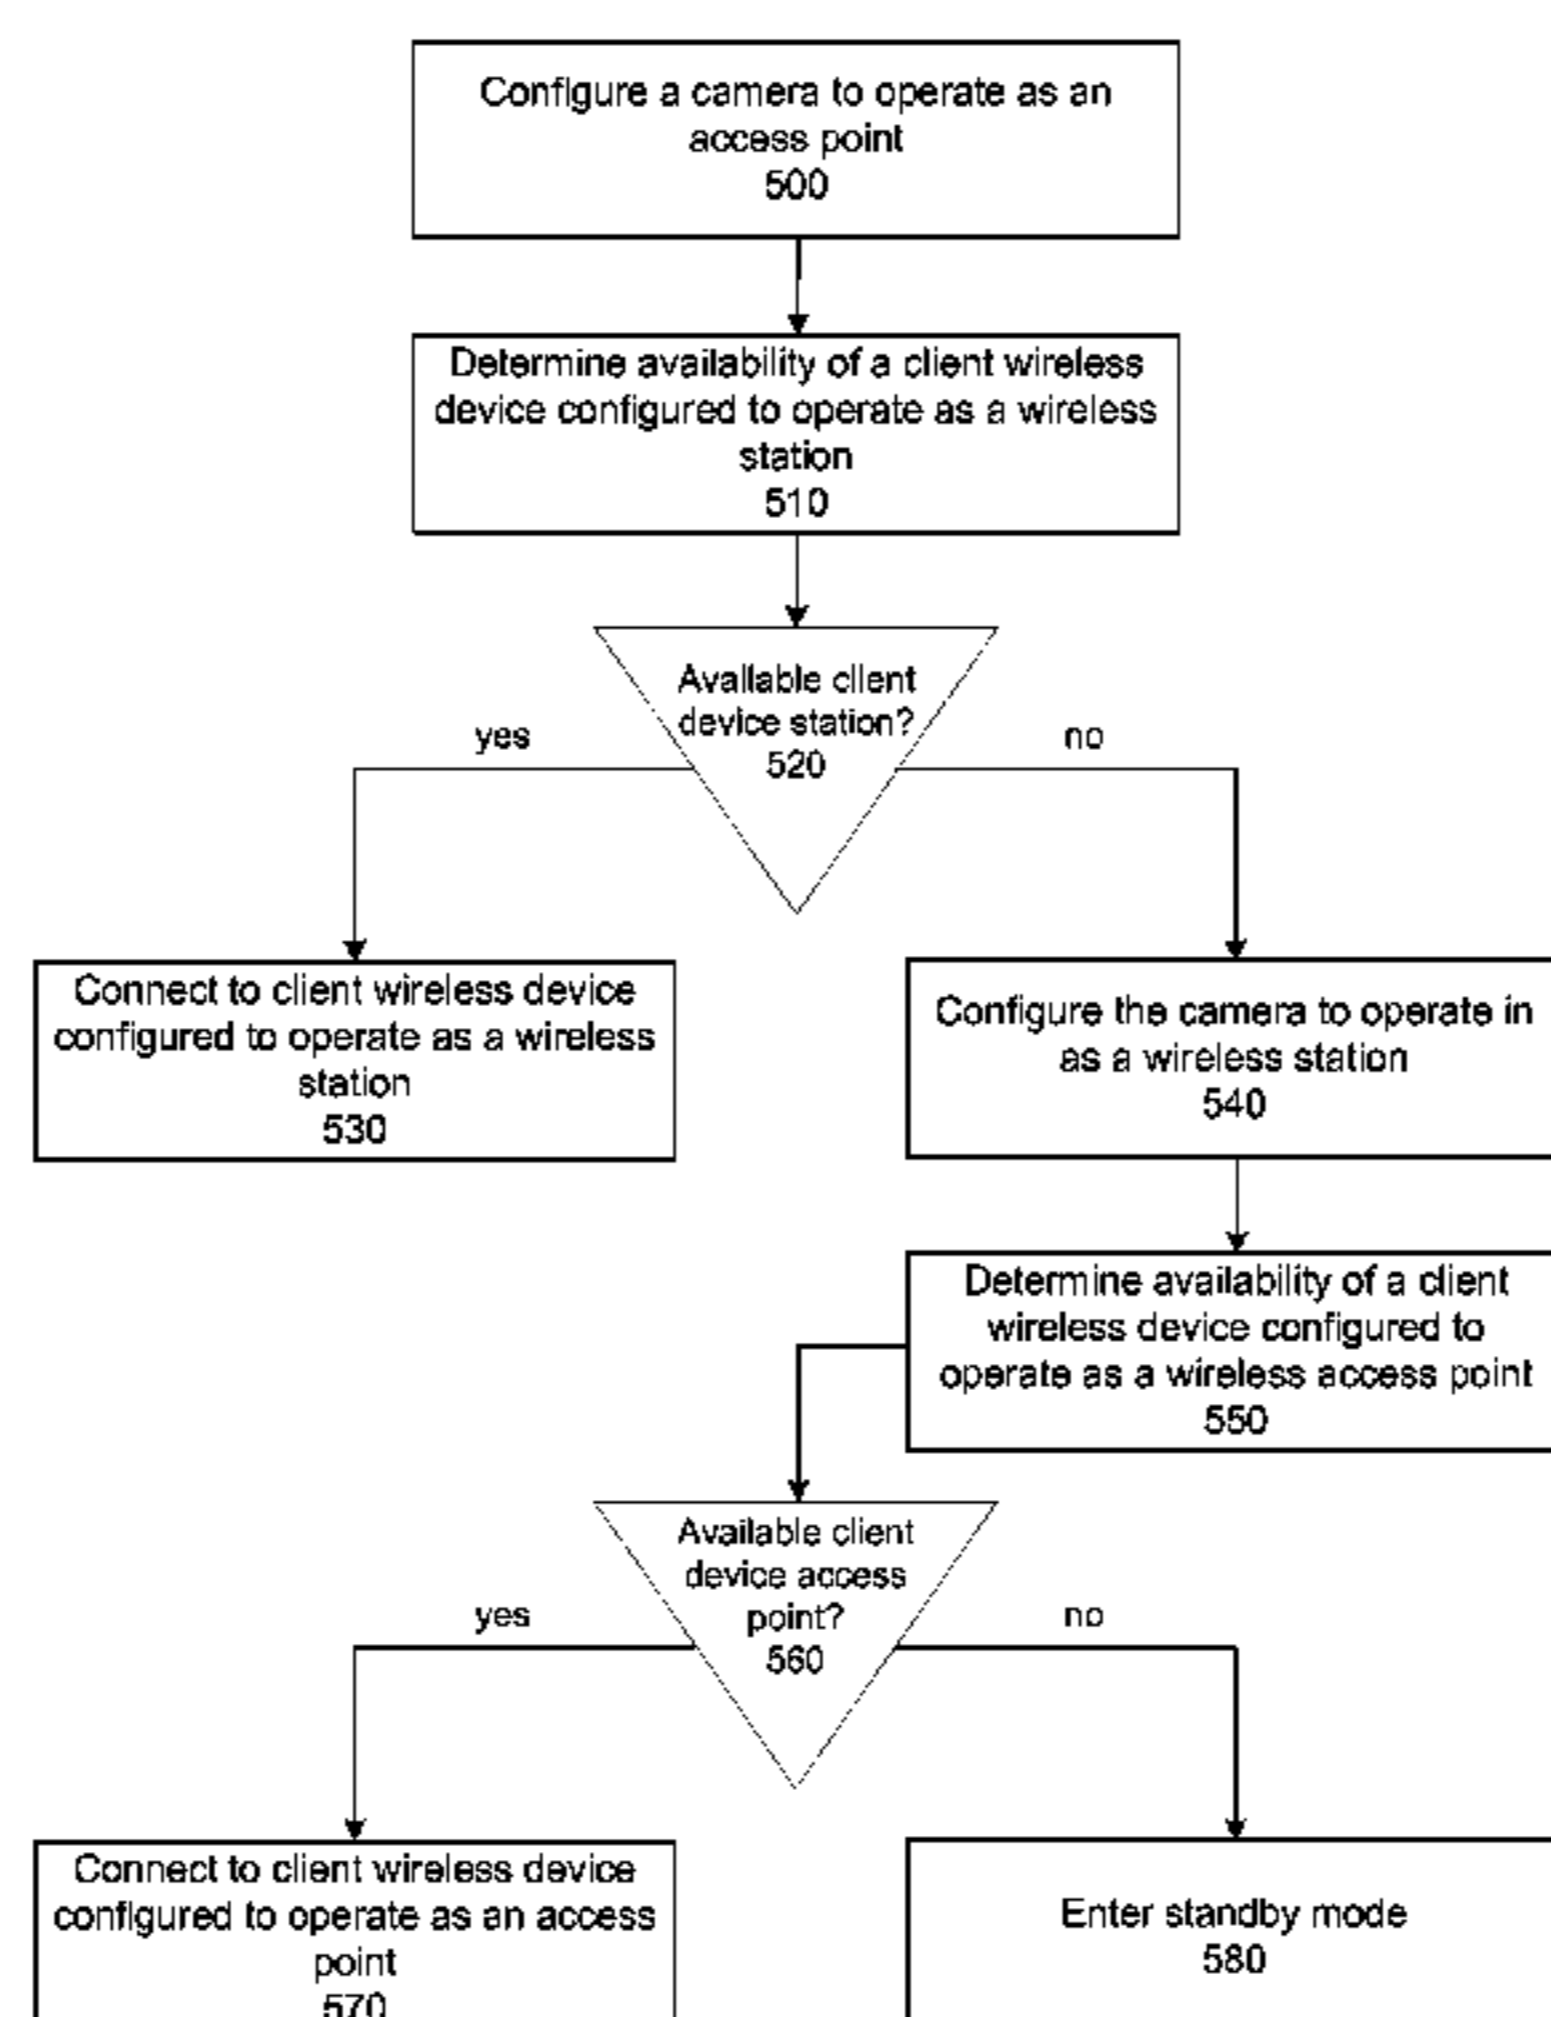 Configure a camera to operate as an
access point
500
Determine availability of a client wireless
device configured to operate as a wireless
station
510
Available client
device station?
520
yes
no
Connect to client wireless device
configured to operate as a wireless
station
530
Configure the camera to operate in
as a wireless station
540
Determine availability of a client
wireless device configured to
operate as a wireless access point
550
Available client
device access
point?
560
yes
no
Connect to client wireless device
configured to operate as an access
point
570
Enter standby mode
580